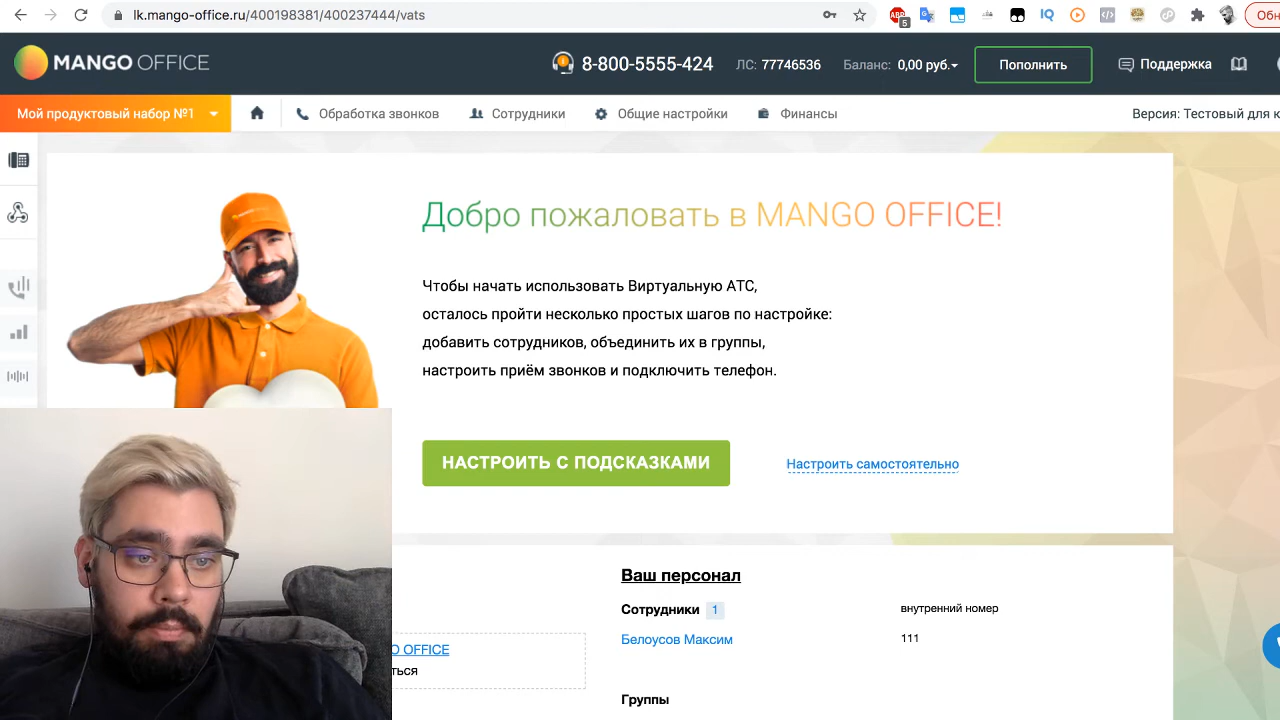 lk.mango-office.ru/400198381/400237444/vats
ABP
5
IQ
MANGO OFFICE
8-800-5555-424
ЛС: 77746536
Баланс: 0,00 руб.
Пополнить
Поддержка
Мой продуктовый набор №1
Обработка звонков
Сотрудники
Общие настройки
Финансы
Версия: Тестовый для к
Добро пожаловать в MANGO OFFICE!
Чтобы начать использовать Виртуальную АТС,
осталось пройти несколько простых шагов по настройке:
добавить сотрудников, объединить их в группы,
настроить приём звонков и подключить телефон.
НАСТРОИТЬ С ПОДСКАЗКАМИ
Настроить самостоятельно
Ваш персонал
Сотрудники 1
внутренний номер
Белоусов Максим
111
O OFFICE
ться
Группы